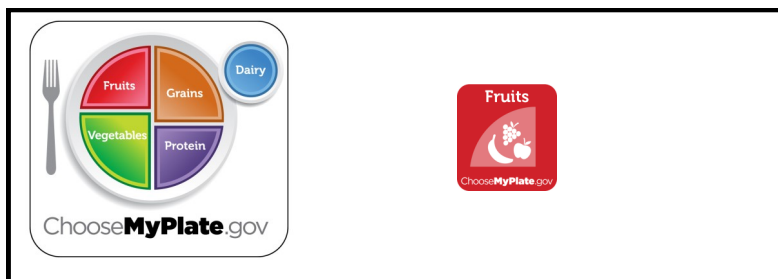 Fruits
Grains
Dairy
Vegetables
Protein
ChooseMyPlate.gov
Fruits
ChooseMyPlate.gov